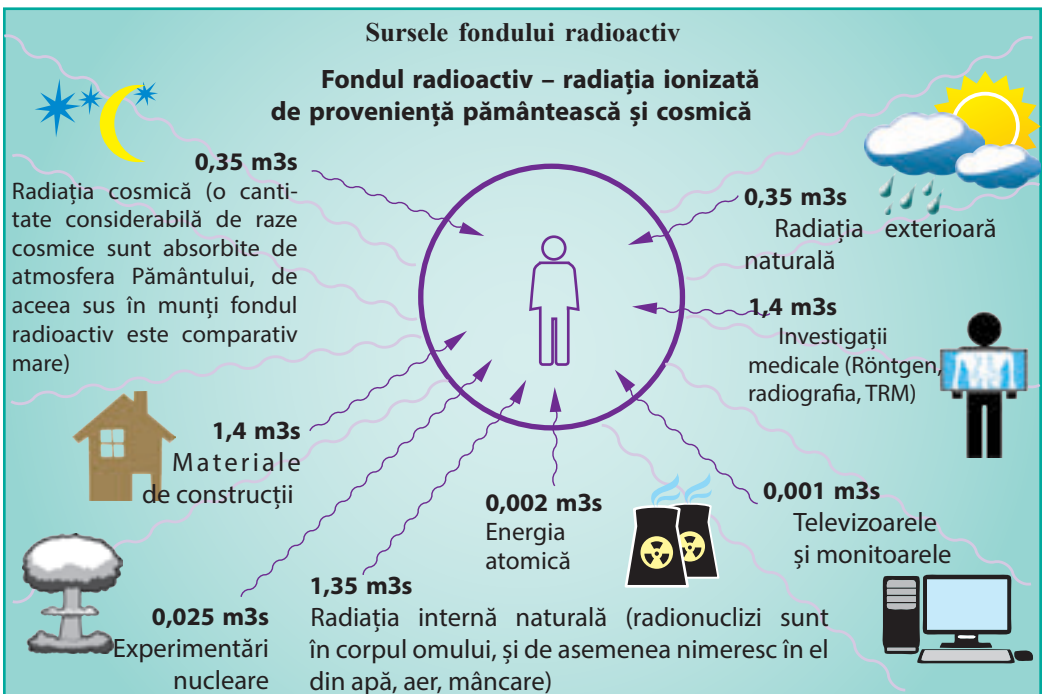 Sursele fondului radioactiv
Fondul radioactiv – radiația ionizată
de proveniență pământească și cosmică
0,35 m3s
Radiația cosmică (o canti-
tate considerabilă de raze
cosmice sunt absorbite de
atmosfera Pământului, de
aceea sus în munți fondul
radioactiv este comparativ
mare)
0,35 m3s
Radiația exterioară
naturală
1,4 m3s
Investigații
medicale (Röntgen,
radiografia, TRM)
1,4 m3s
Materiale
de construcții
0,002 m3s
Energia
atomică
0,001 m3s
Televizoarele
și monitoarele
0,025 m3s
Experimentări
nucleare
1,35 m3s
Radiația internă naturală (radionuclizi sunt
în corpul omului, și de asemenea nimeresc în el
din apă, aer, mâncare)